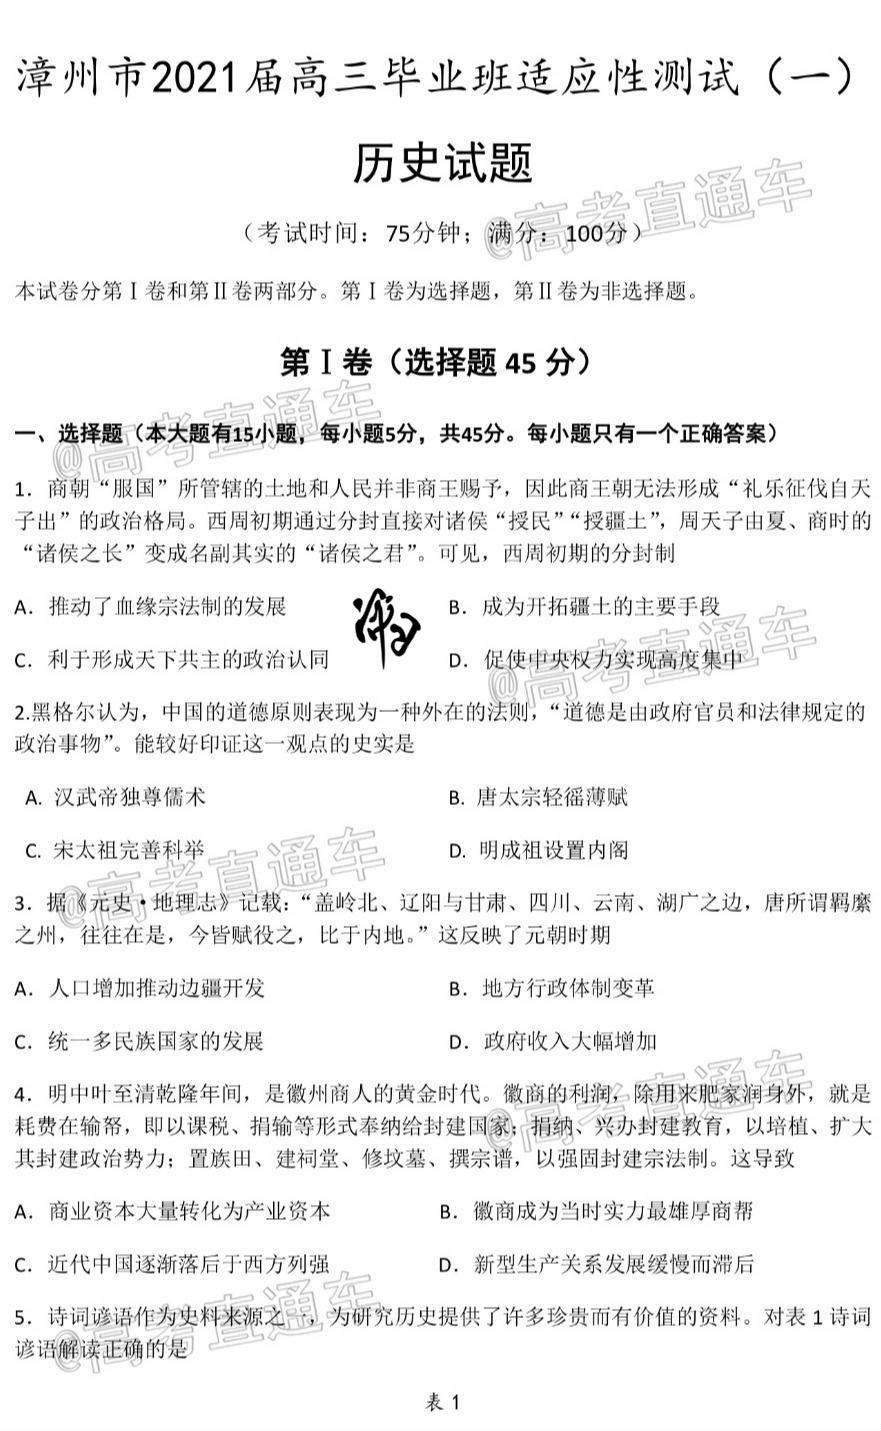 漳州市2021届高三毕业班适应性测试（一）
历史试题
@高考直通车
（考试时间：75分钟；满分：100分）
本试卷分第Ⅰ卷和第Ⅱ卷两部分。第Ⅰ卷为选择题，第Ⅱ卷为非选择题。
第Ⅰ卷（选择题 45 分）
@高考直通车
一、选择题（本大题有15小题，每小题5分，共45分。每小题只有一个正确答案）
1．商朝“服国”所管辖的土地和人民并非商王赐予，因此商王朝无法形成“礼乐征伐自天
子出”的政治格局。西周初期通过分封直接对诸侯“授民”“授疆土”，周天子由夏、商时的
“诸侯之长”变成名副其实的“诸侯之君”。可见，西周初期的分封制
A．推动了血缘宗法制的发展 B．成为开拓疆土的主要手段
C．利于形成天下共主的政治认同 D．促使中央权力实现高度集中
@高考直通车
2.黑格尔认为，中国的道德原则表现为一种外在的法则，“道德是由政府官员和法律规定的
政治事物”。能较好印证这一观点的史实是
A. 汉武帝独尊儒术 B. 唐太宗轻徭薄赋
C. 宋太祖完善科举 D. 明成祖设置内阁
@高考直通车
3．据《元史·地理志》记载：“盖岭北、辽阳与甘肃、四川、云南、湖广之边，唐所谓羁縻
之州，往往在是，今皆赋役之，比于内地。”这反映了元朝时期
A．人口增加推动边疆开发 B．地方行政体制变革
C．统一多民族国家的发展 D．政府收入大幅增加
4．明中叶至清乾隆年间，是徽州商人的黄金时代。徽商的利润，除用来肥家润身外，就是
@高考直通车
耗费在输帑，即以课税、捐输等形式奉纳给封建国家；捐纳、兴办封建教育，以培植、扩大
其封建政治势力；置族田、建祠堂、修坟墓、撰宗谱，以强固封建宗法制。这导致
A．商业资本大量转化为产业资本 B．徽商成为当时实力最雄厚商帮
C．近代中国逐渐落后于西方列强 D．新型生产关系发展缓慢而滞后
@高考直通车
5．诗词谚语作为史料来源之一，为研究历史提供了许多珍贵而有价值的资料。对表 1 诗词
谚语解读正确的是
表 1